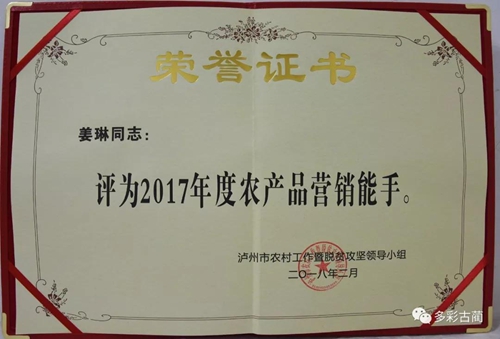 荣誉证书
姜琳同志：
评为2017年度农产品营销能手。
泸州市农村工作暨脱贫攻坚领导小组
二〇一八年二月
多彩古蔺